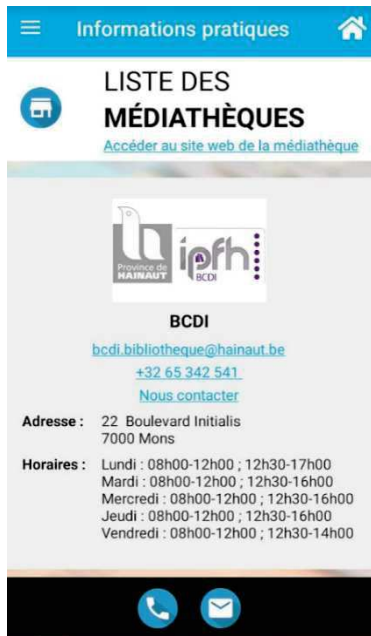 Informations pratiques
LISTE DES
MÉDIATHÈQUES
Accéder au site web de la médiathèque
Province de
HAINAUT
ipfh
BCDI
BCDI
bcdi.bibliotheque@hainaut.be
+32 65 342 541
Nous contacter
Adresse : 22 Boulevard Initialis
7000 Mons
Horaires : Lundi : 08h00-12h00 ; 12h30-17h00
Mardi : 08h00-12h00 ; 12h30-16h00
Mercredi : 08h00-12h00 ; 12h30-16h00
Jeudi : 08h00-12h00 ; 12h30-16h00
Vendredi : 08h00-12h00 ; 12h30-14h00